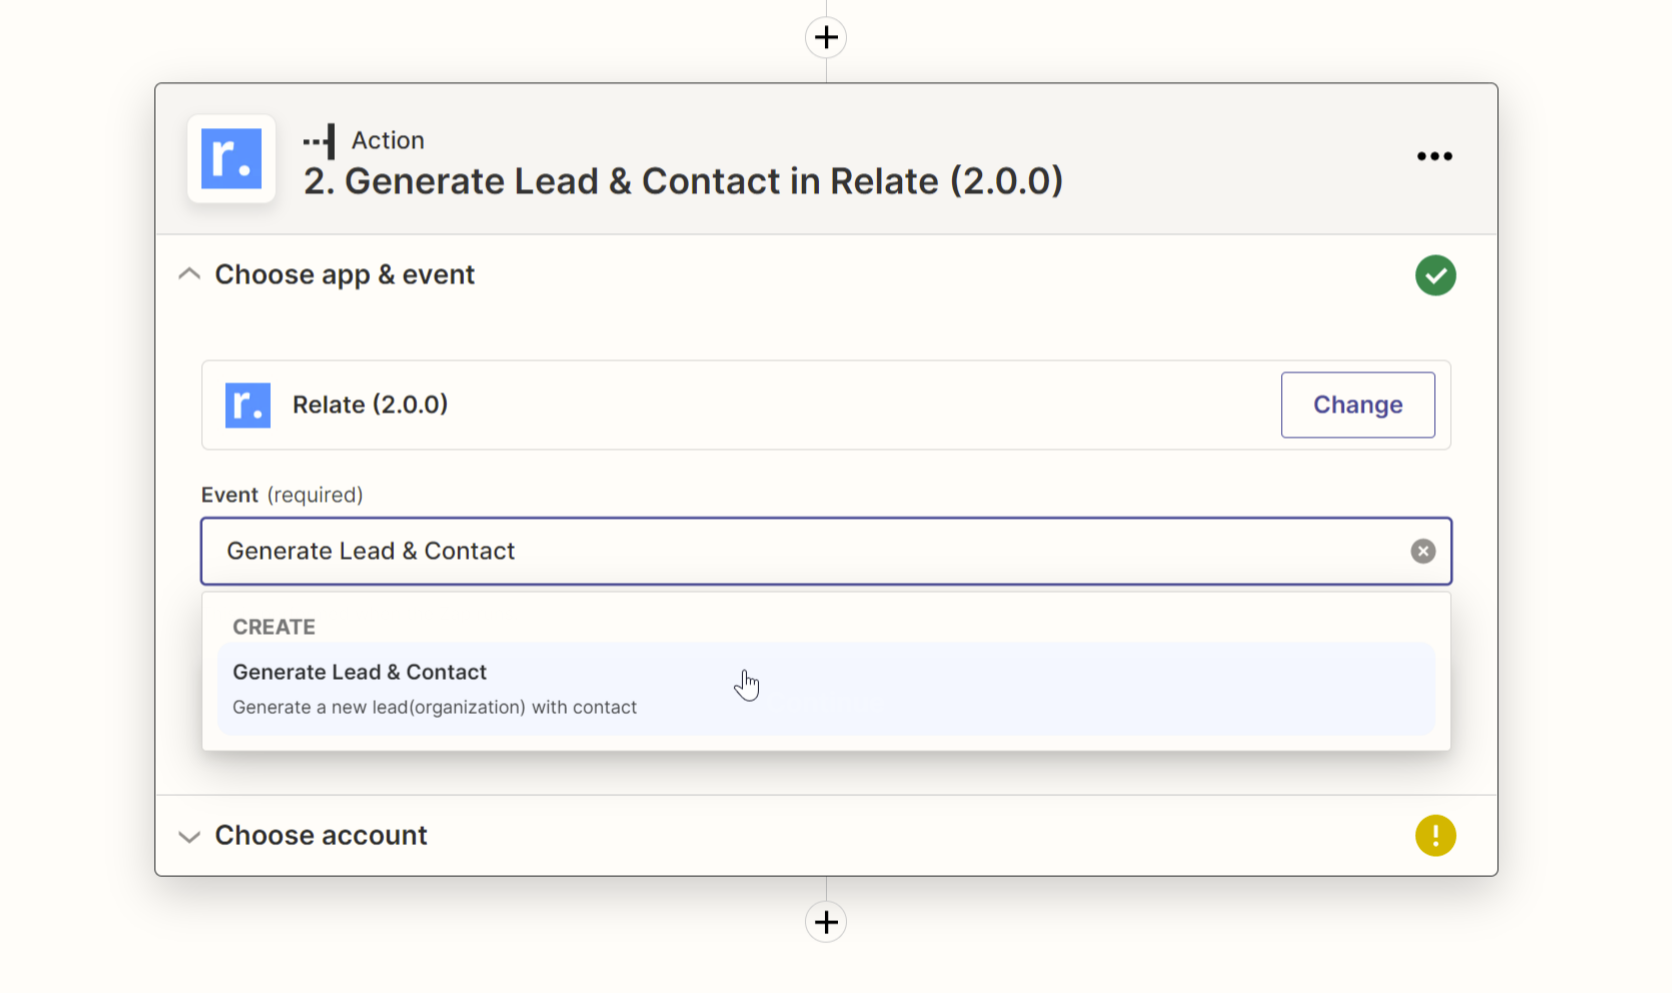 r.
Action
2. Generate Lead & Contact in Relate (2.0.0)
Choose app & event
r.
Relate (2.0.0)
Change
Event (required)
Generate Lead & Contact
CREATE
Generate Lead & Contact
Generate a new lead(organization) with contact
Choose account